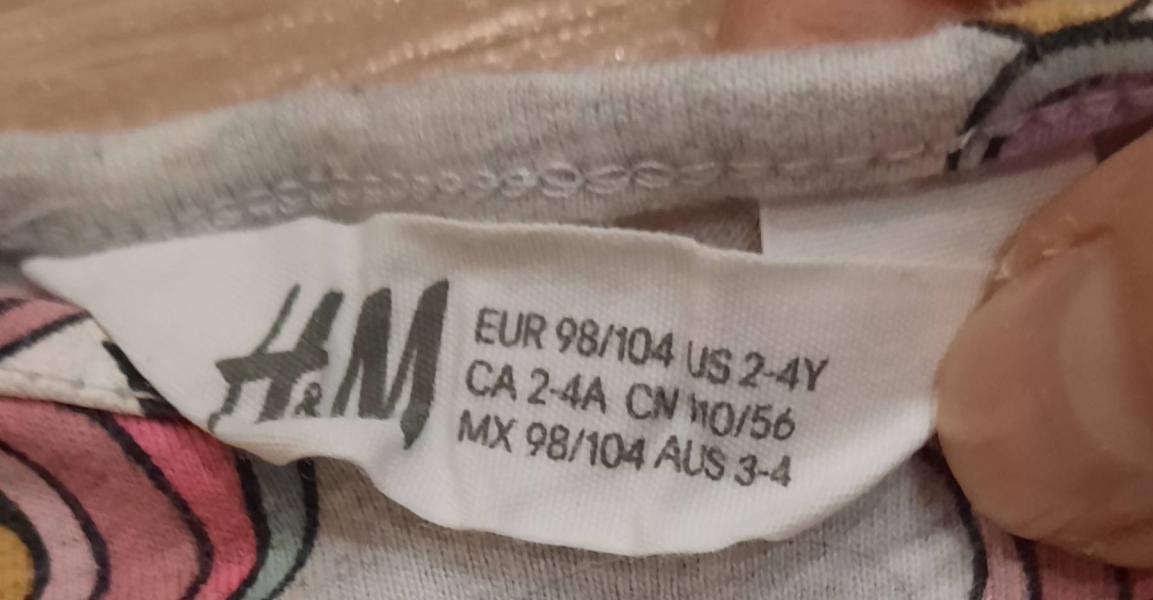 H&M
EUR 98/104 US 2-4Y
CA 2-4A CN 110/56
MX 98/104 AUS 3-4